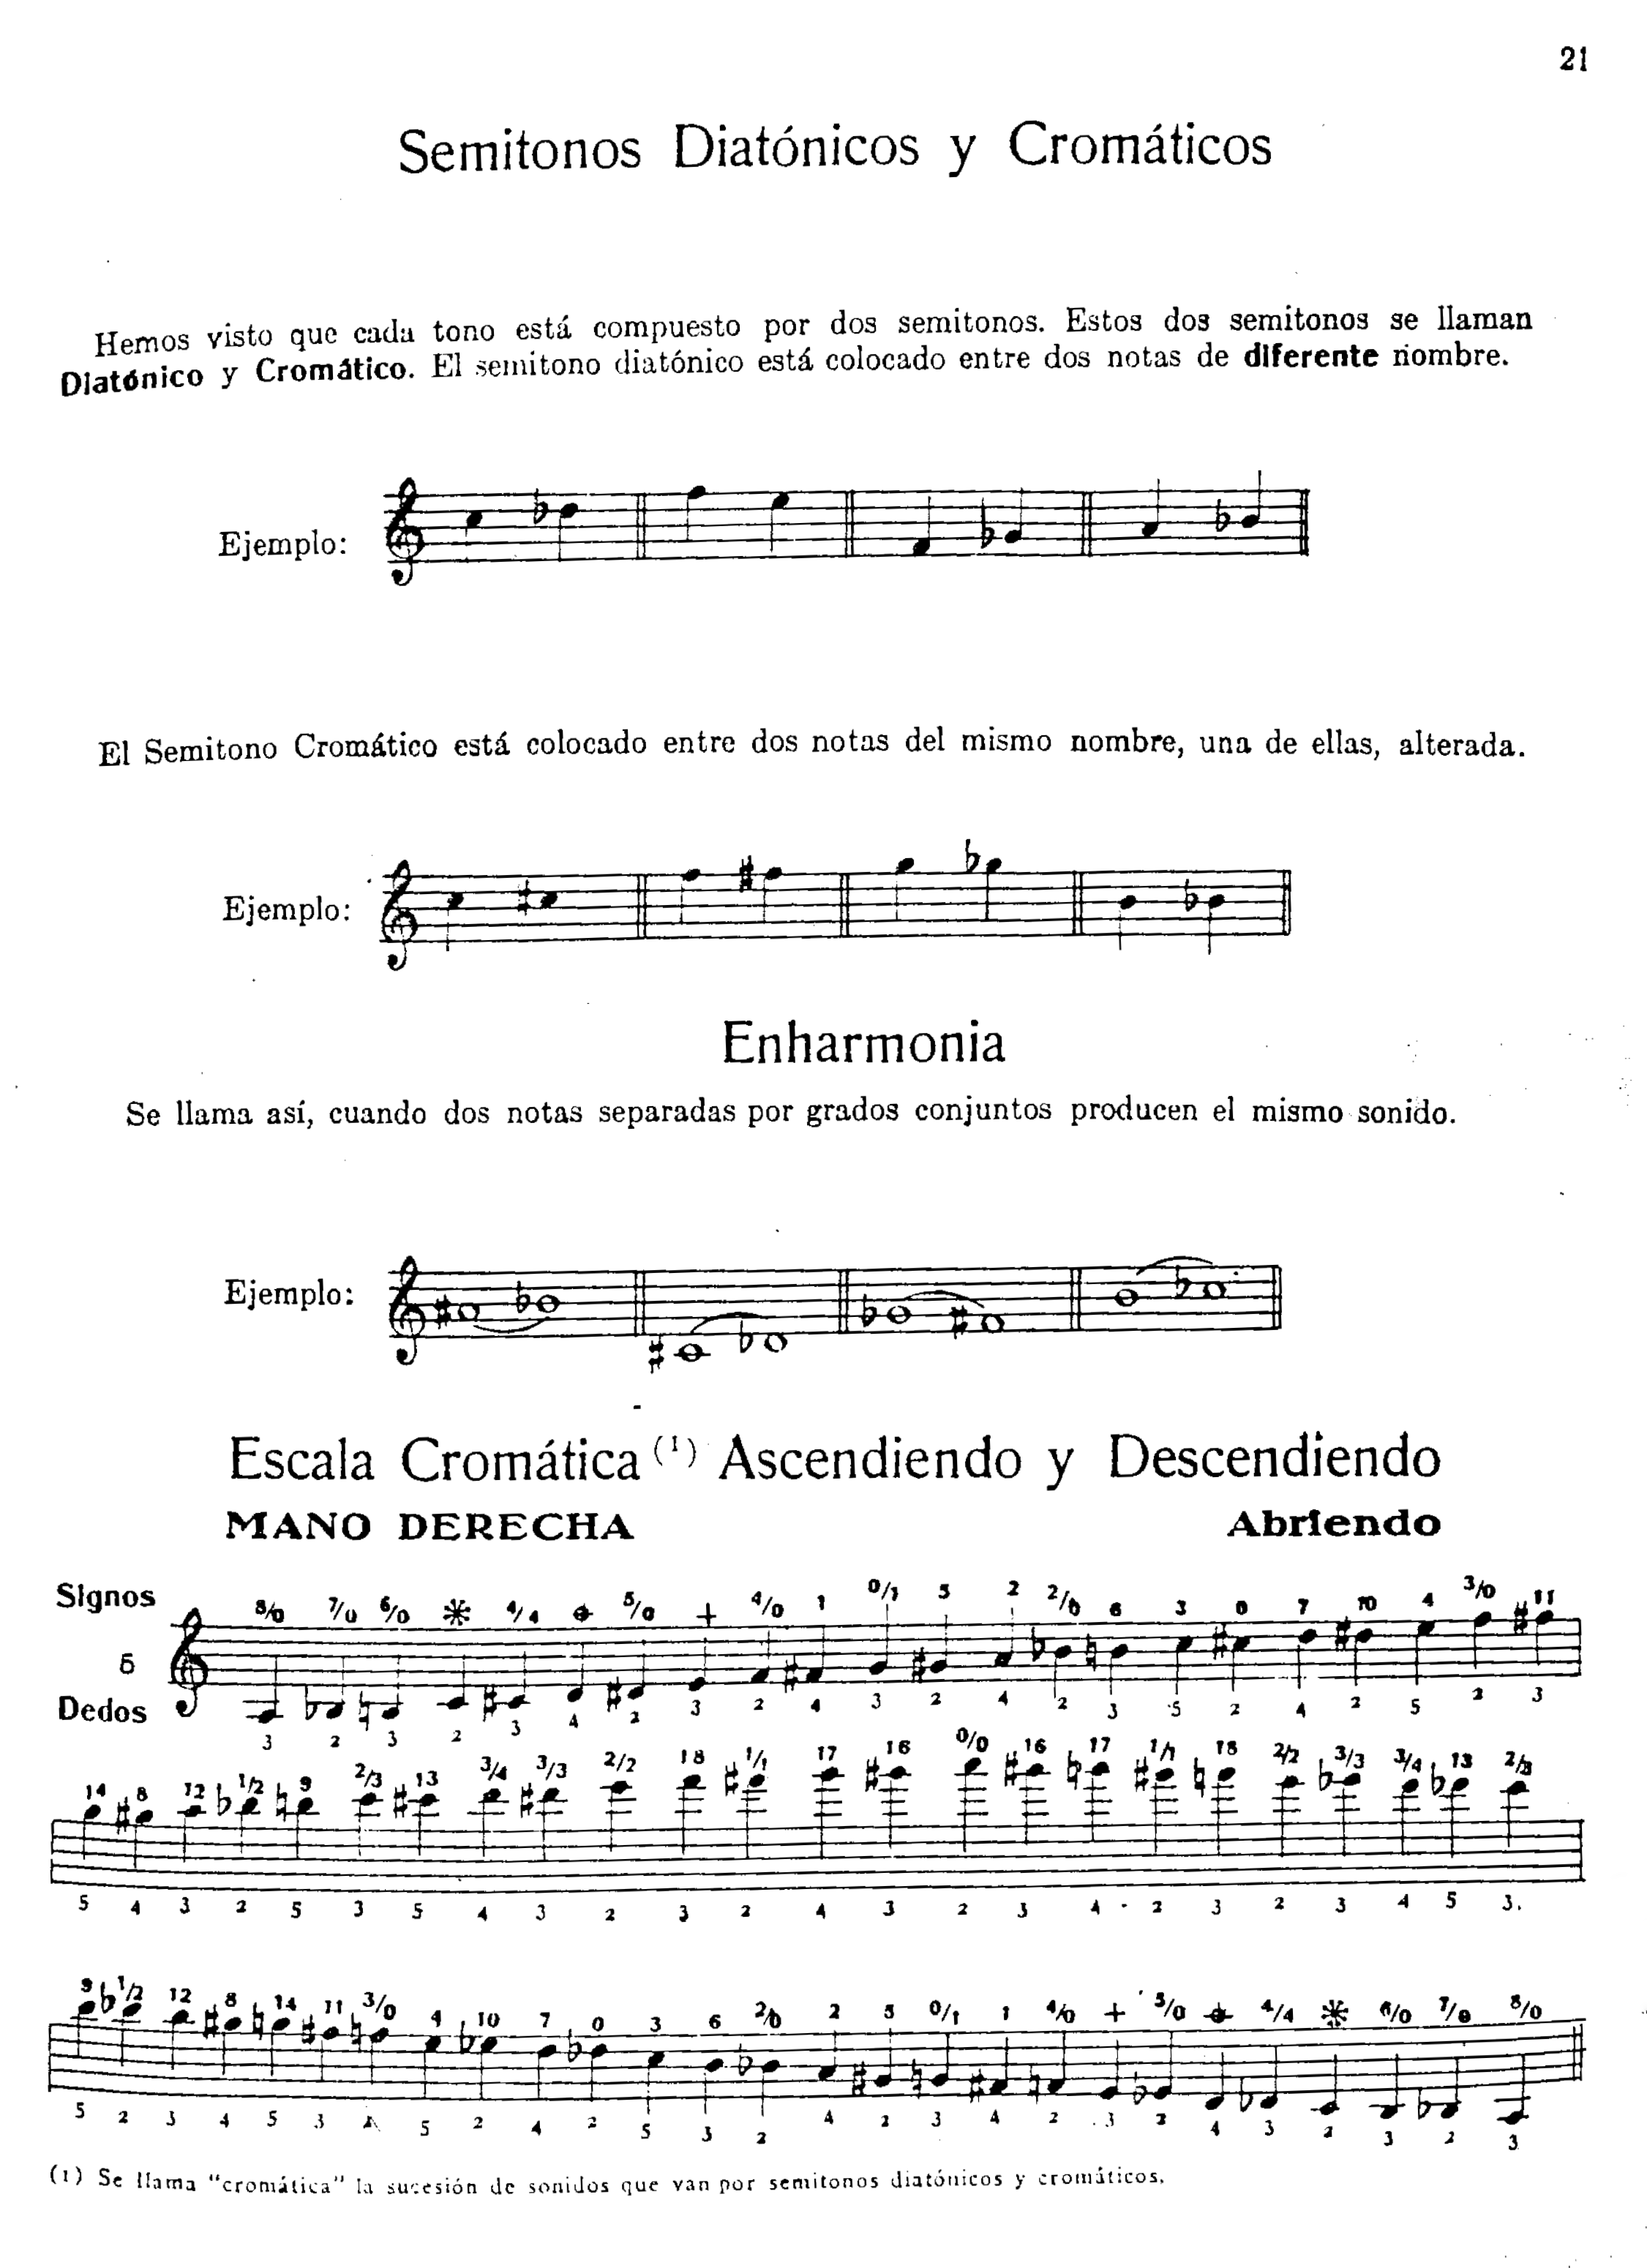 21
Semitonos Diatónicos y Cromáticos
Hemos visto que cada tono está compuesto por dos semitonos. Estos dos semitonos se llaman
Diatónico y Cromático. El semitono diatónico está colocado entre dos notas de diferente nombre.
Ejemplo:
El Semitono Cromático está colocado entre dos notas del mismo nombre, una de ellas, alterada.
Ejemplo:
Enharmonia
Se llama así, cuando dos notas separadas por grados conjuntos producen el mismo sonido.
Ejemplo:
Escala Cromática (1) Ascendiendo y Descendiendo
MANO DERECHA Abriendo
Signos 8/0 7/0 6/0 4/4 5/0 + 4/0 1 0/1 5 2 2/0 6 3 0 7 10 4 3/0 11
ó
Dedos 3 2 3 2 3 4 2 3 2 4 3 2 4 2 3 5 2 4 2 5 2 3
14 8 12 1/2 9 2/3 13 3/4 3/3 2/2 18 1/1 17 16 0/0 16 17 1/1 18 2/2 3/3 3/4 13 2/3
5 4 3 2 5 3 5 4 3 2 3 2 4 3 2 3 4 2 3 2 3 4 5 3
9 1/2 12 8 14 11 3/0 4 10 7 0 3 6 2/0 2 5 0/1 1 4/0 + 5/0 4/4 6/0 7/0 8/0
5 2 3 4 5 3 5 2 4 2 5 3 2 4 2 3 4 2 3 2 4 3 2 3 2 3
(1) Se llama "cromática" la sucesión de sonidos que van por semitonos diatónicos y cromáticos.